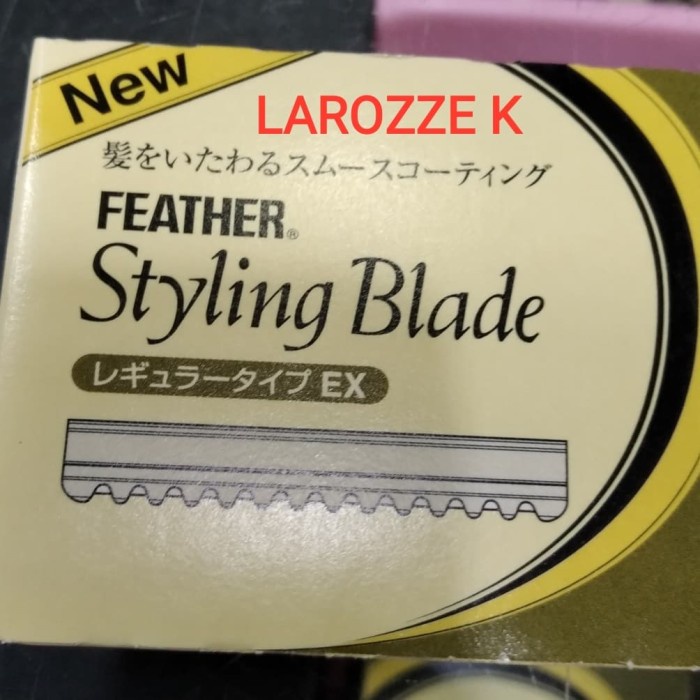 New
LAROZZE K
髪をいたわるスムースコーティング
FEATHER®
Styling Blade
レギュラータイプ EX